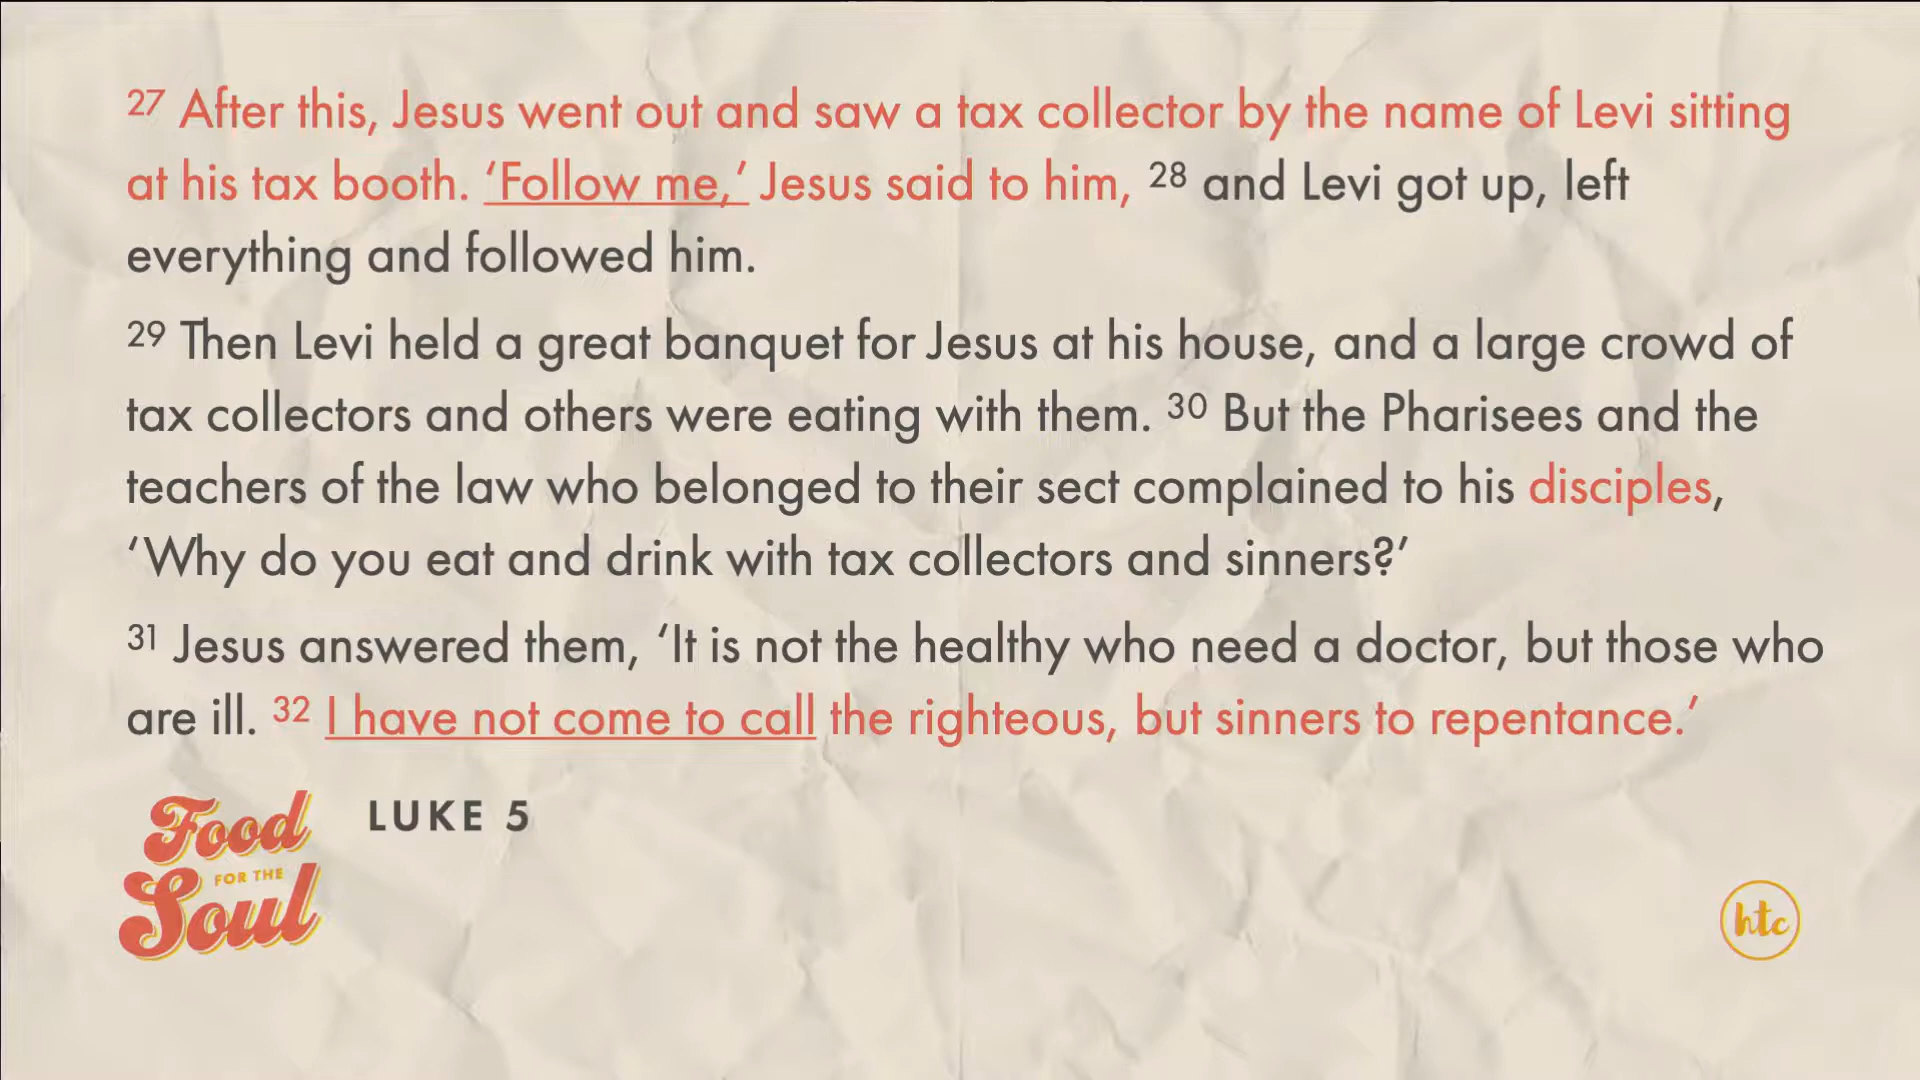 27 After this, Jesus went out and saw a tax collector by the name of Levi sitting
at his tax booth. ‘Follow me,’ Jesus said to him, 28 and Levi got up, left
everything and followed him.
29 Then Levi held a great banquet for Jesus at his house, and a large crowd of
tax collectors and others were eating with them. 30 But the Pharisees and the
teachers of the law who belonged to their sect complained to his disciples,
‘Why do you eat and drink with tax collectors and sinners?’
31 Jesus answered them, ‘It is not the healthy who need a doctor, but those who
are ill. 32 I have not come to call the righteous, but sinners to repentance.’
LUKE 5
Food
FOR THE
Soul
htc